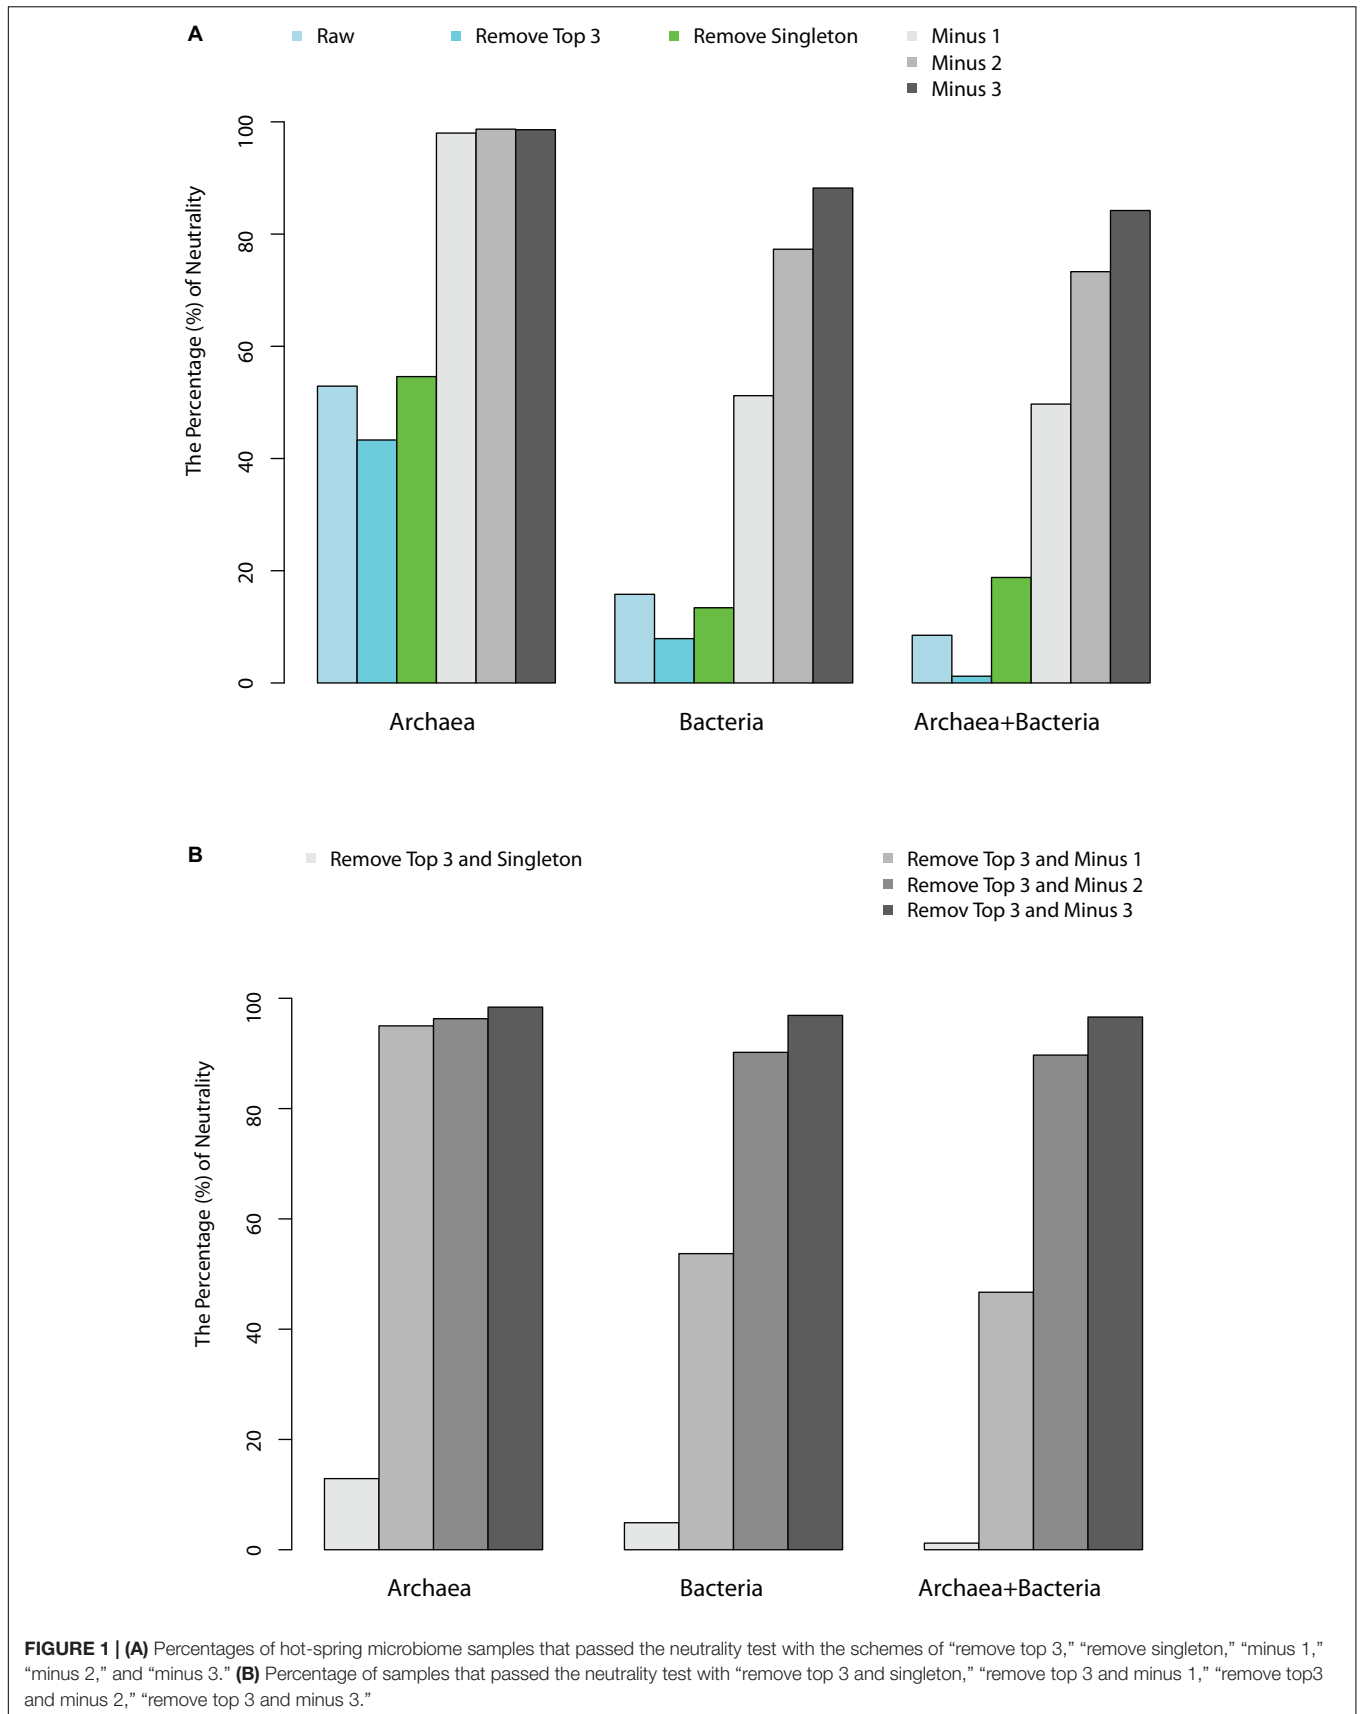 A
Raw
Remove Top 3
Remove Singleton
Minus 1
Minus 2
Minus 3
The Percentage (%) of Neutrality
100
80
60
40
20
0
Archaea
Bacteria
Archaea+Bacteria
B
Remove Top 3 and Singleton
Remove Top 3 and Minus 1
Remove Top 3 and Minus 2
Remov Top 3 and Minus 3
The Percentage (%) of Neutrality
100
80
60
40
20
0
Archaea
Bacteria
Archaea+Bacteria
FIGURE 1 | (A) Percentages of hot-spring microbiome samples that passed the neutrality test with the schemes of “remove top 3,” “remove singleton,” “minus 1,”
“minus 2,” and “minus 3.” (B) Percentage of samples that passed the neutrality test with “remove top 3 and singleton,” “remove top 3 and minus 1,” “remove top3
and minus 2,” “remove top 3 and minus 3.”